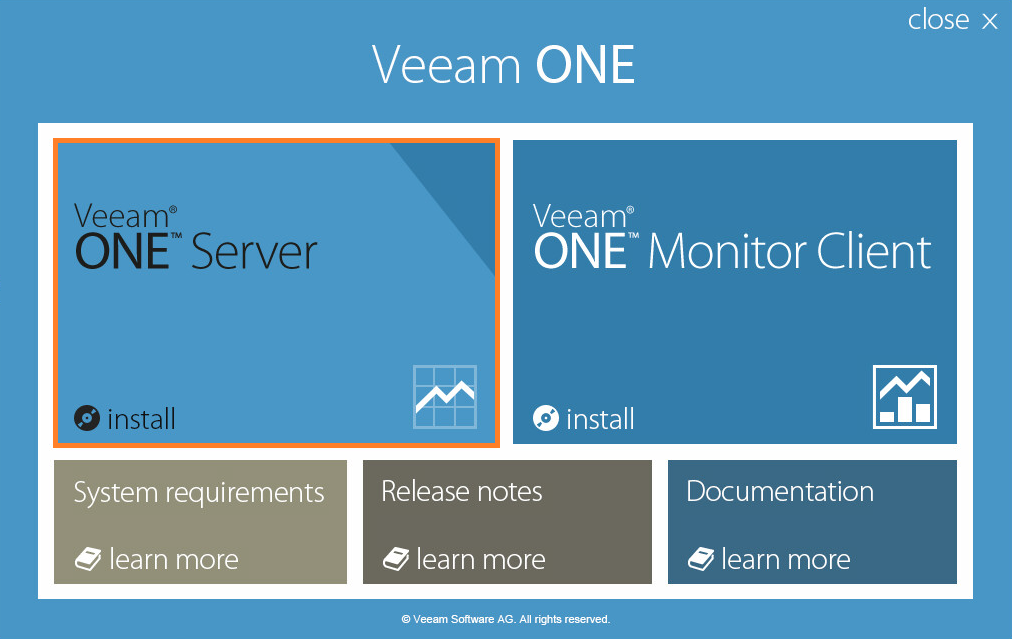 close x
Veeam ONE
Veeam®
ONE™ Server
install
Veeam®
ONE™ Monitor Client
install
System requirements
learn more
Release notes
learn more
Documentation
learn more
© Veeam Software AG. All rights reserved.